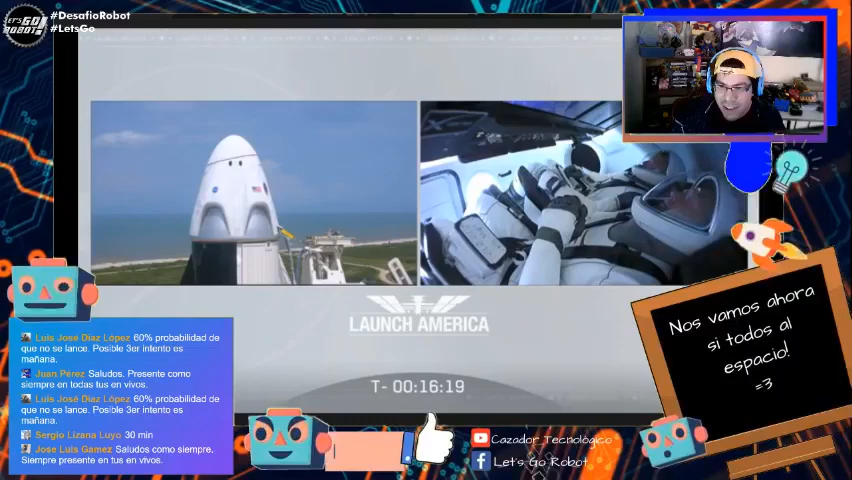 LET'S GO ROBOT!
#DesafioRobot
#LetsGo
LAUNCH AMERICA
T- 00:16:19
Nos vamos ahora
si todos al
espacio!
=3
Luis José Díaz López 60% probabilidad de
que no se lance. Posible 3er intento es
mañana.
Juan Pérez Saludos. Presente como
siempre en todas tus en vivos.
Luis José Díaz López 60% probabilidad de
que no se lance. Posible 3er intento es
mañana.
Sergio Lizana Luyo 30 min
Jose Luis Gamez Saludos como siempre.
Siempre presente en tus en vivos.
Cazador Tecnológico
Let's Go Robot